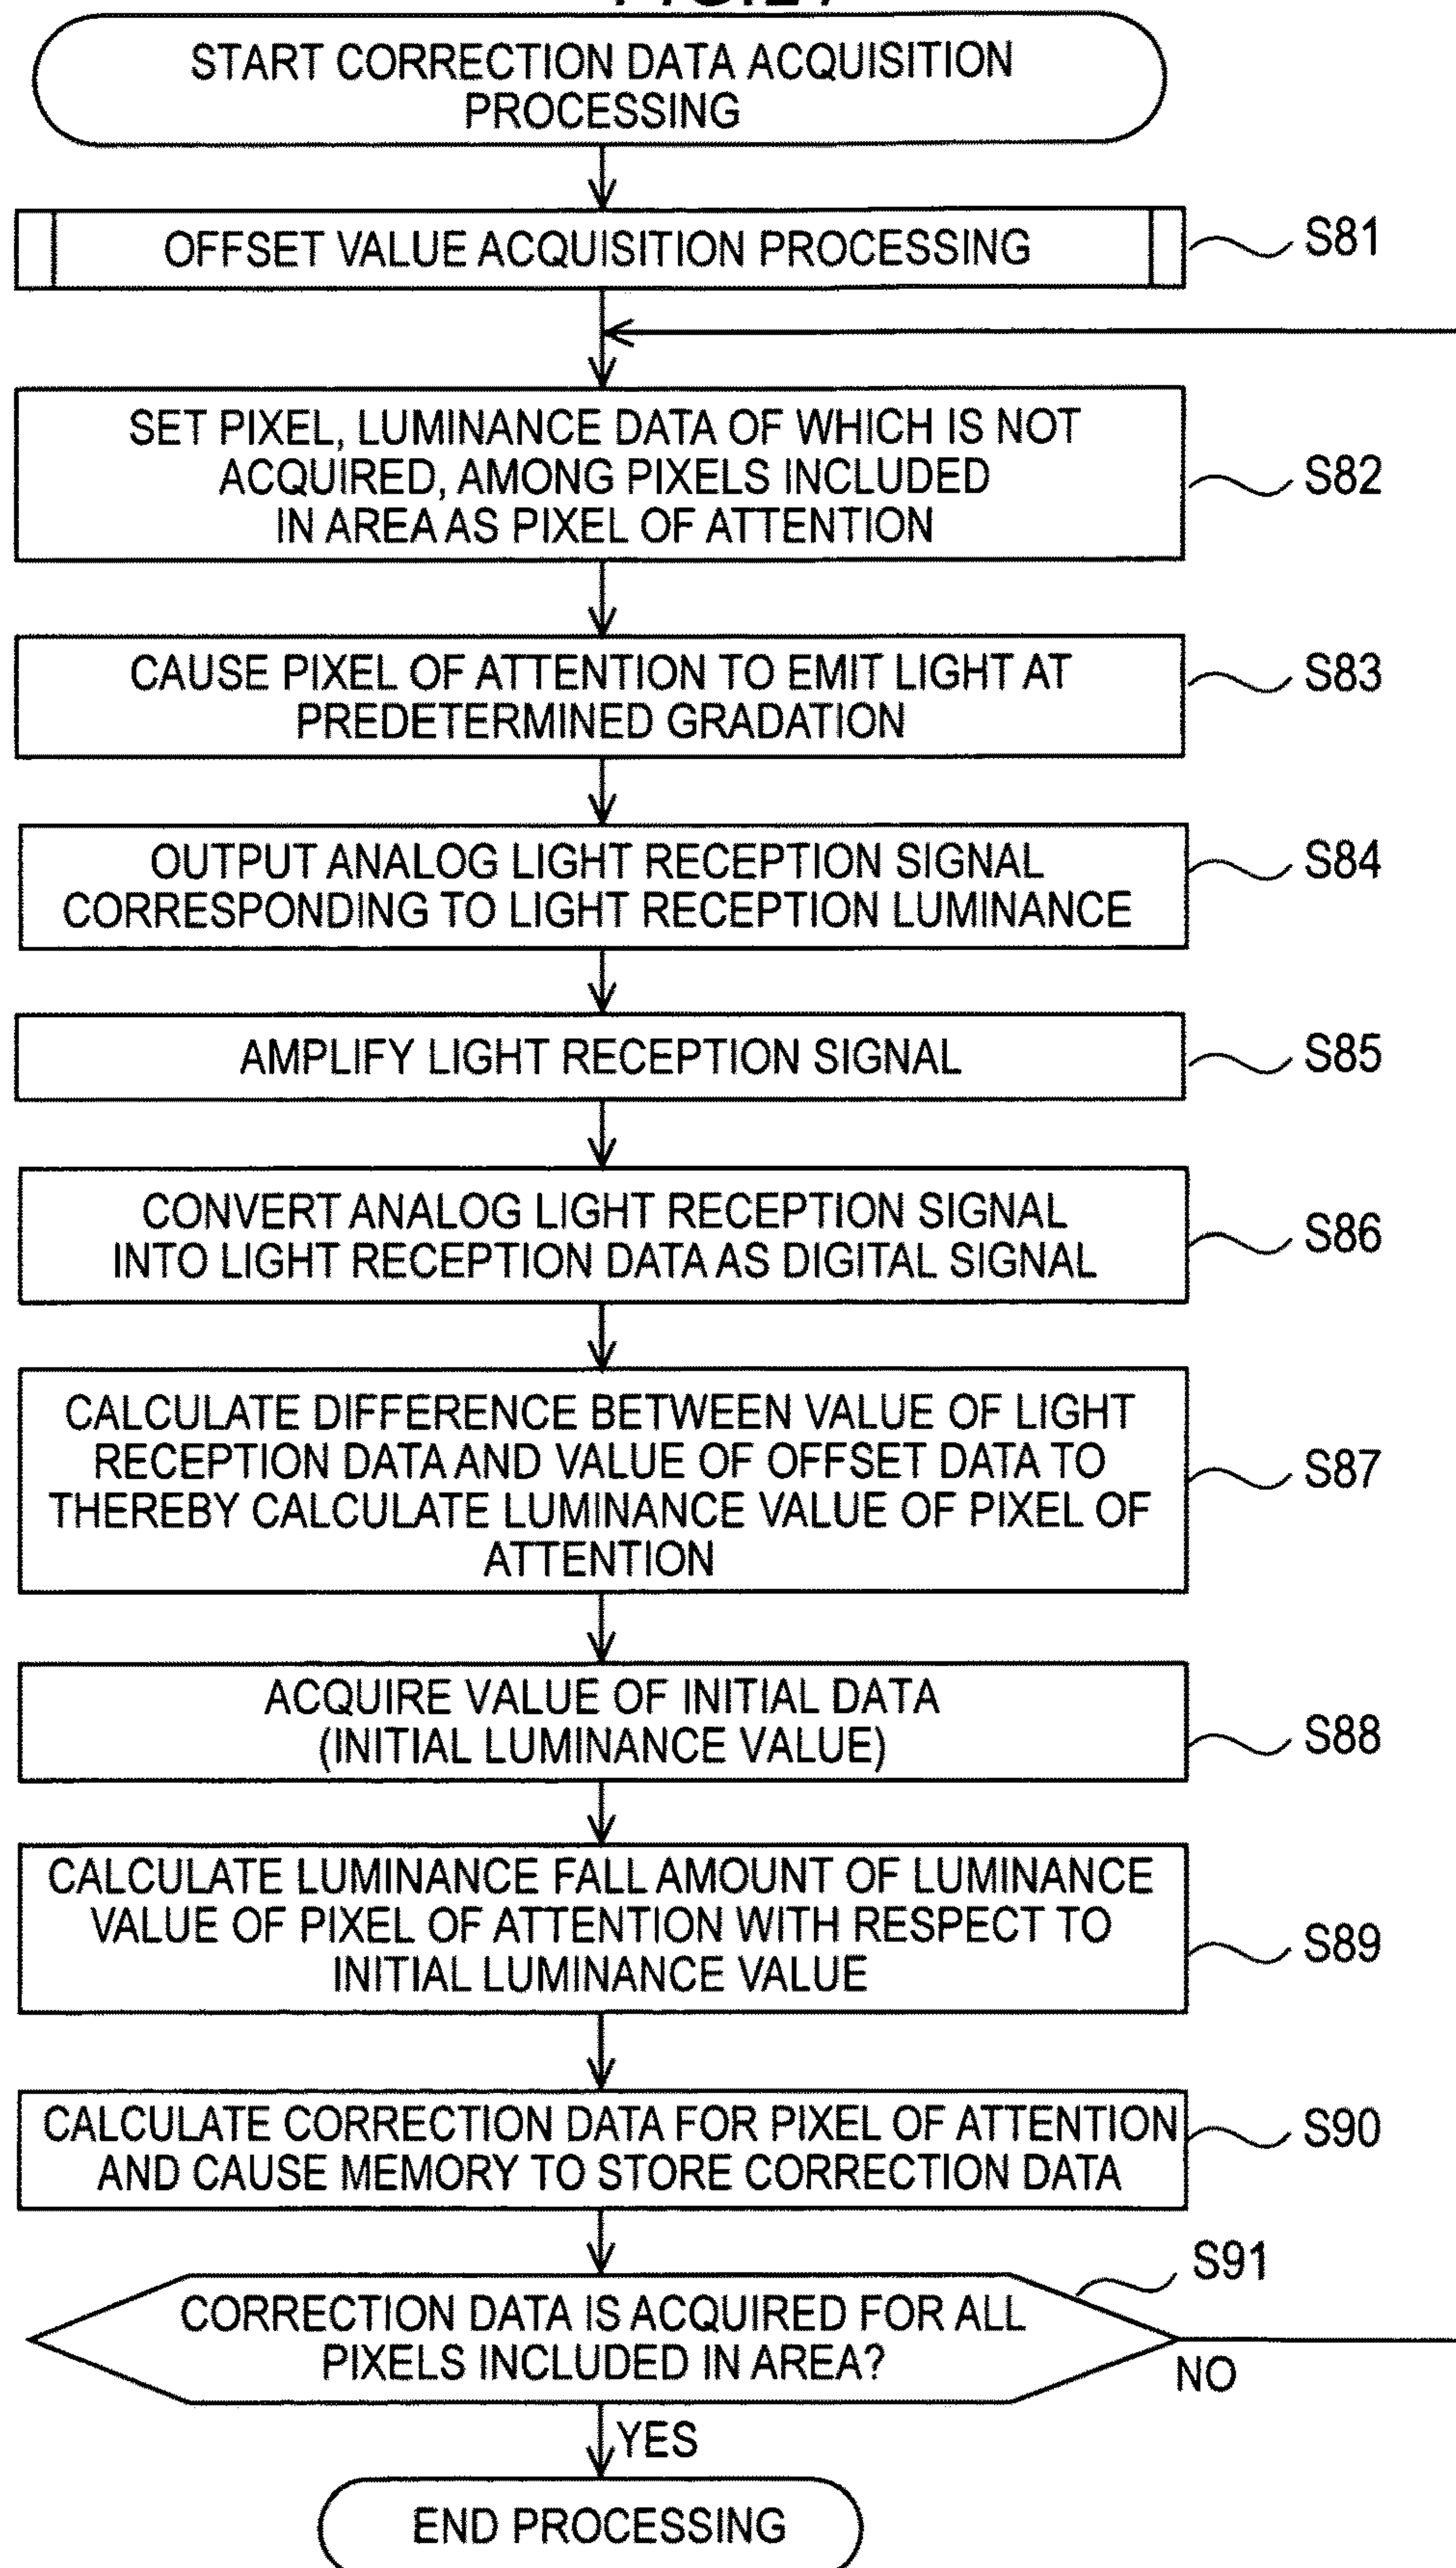 START CORRECTION DATA ACQUISITION
PROCESSING
OFFSET VALUE ACQUISITION PROCESSING
S81
SET PIXEL, LUMINANCE DATA OF WHICH IS NOT
ACQUIRED, AMONG PIXELS INCLUDED
IN AREA AS PIXEL OF ATTENTION
S82
CAUSE PIXEL OF ATTENTION TO EMIT LIGHT AT
PREDETERMINED GRADATION
S83
OUTPUT ANALOG LIGHT RECEPTION SIGNAL
CORRESPONDING TO LIGHT RECEPTION LUMINANCE
S84
AMPLIFY LIGHT RECEPTION SIGNAL
S85
CONVERT ANALOG LIGHT RECEPTION SIGNAL
INTO LIGHT RECEPTION DATA AS DIGITAL SIGNAL
S86
CALCULATE DIFFERENCE BETWEEN VALUE OF LIGHT
RECEPTION DATA AND VALUE OF OFFSET DATA TO
THEREBY CALCULATE LUMINANCE VALUE OF PIXEL OF
ATTENTION
S87
ACQUIRE VALUE OF INITIAL DATA
(INITIAL LUMINANCE VALUE)
S88
CALCULATE LUMINANCE FALL AMOUNT OF LUMINANCE
VALUE OF PIXEL OF ATTENTION WITH RESPECT TO
INITIAL LUMINANCE VALUE
S89
CALCULATE CORRECTION DATA FOR PIXEL OF ATTENTION
AND CAUSE MEMORY TO STORE CORRECTION DATA
S90
S91
CORRECTION DATA IS ACQUIRED FOR ALL
PIXELS INCLUDED IN AREA?
NO
YES
END PROCESSING